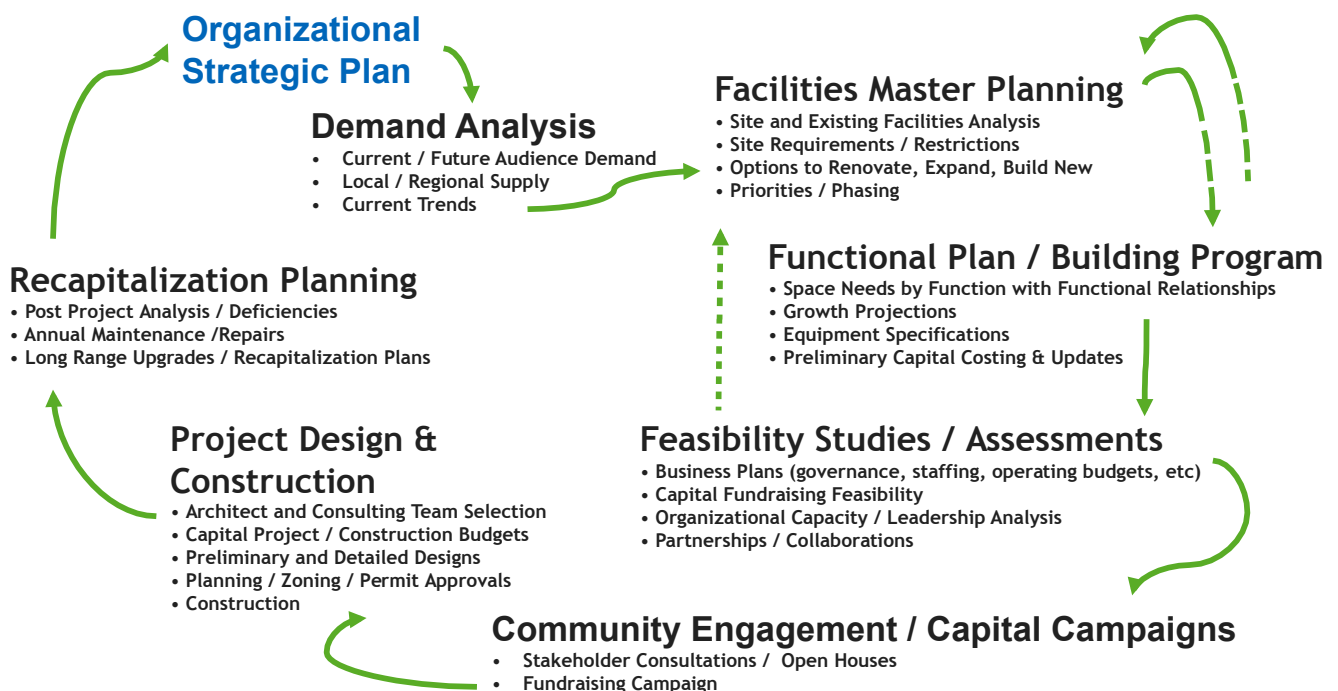 Organizational
Strategic Plan
Demand Analysis
• Current / Future Audience Demand
• Local / Regional Supply
• Current Trends
Facilities Master Planning
• Site and Existing Facilities Analysis
• Site Requirements / Restrictions
• Options to Renovate, Expand, Build New
• Priorities / Phasing
Functional Plan / Building Program
• Space Needs by Function with Functional Relationships
• Growth Projections
• Equipment Specifications
• Preliminary Capital Costing & Updates
Feasibility Studies / Assessments
• Business Plans (governance, staffing, operating budgets, etc)
• Capital Fundraising Feasibility
• Organizational Capacity / Leadership Analysis
• Partnerships / Collaborations
Community Engagement / Capital Campaigns
• Stakeholder Consultations / Open Houses
• Fundraising Campaign
Project Design &
Construction
• Architect and Consulting Team Selection
• Capital Project / Construction Budgets
• Preliminary and Detailed Designs
• Planning / Zoning / Permit Approvals
• Construction
Recapitalization Planning
• Post Project Analysis / Deficiencies
• Annual Maintenance /Repairs
• Long Range Upgrades / Recapitalization Plans